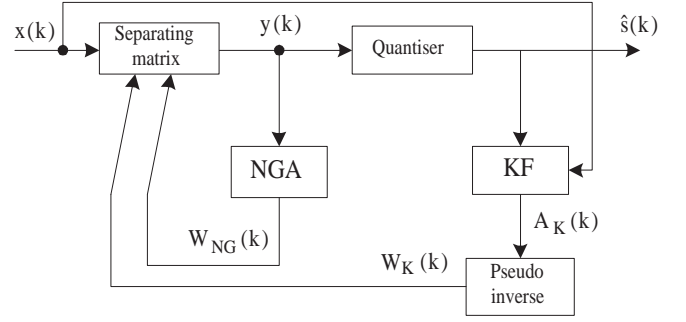 x(k)
Separating
matrix
y(k)
Quantiser
ŝ(k)
NGA
KF
W_NG(k)
A_K(k)
W_K(k)
Pseudo
inverse